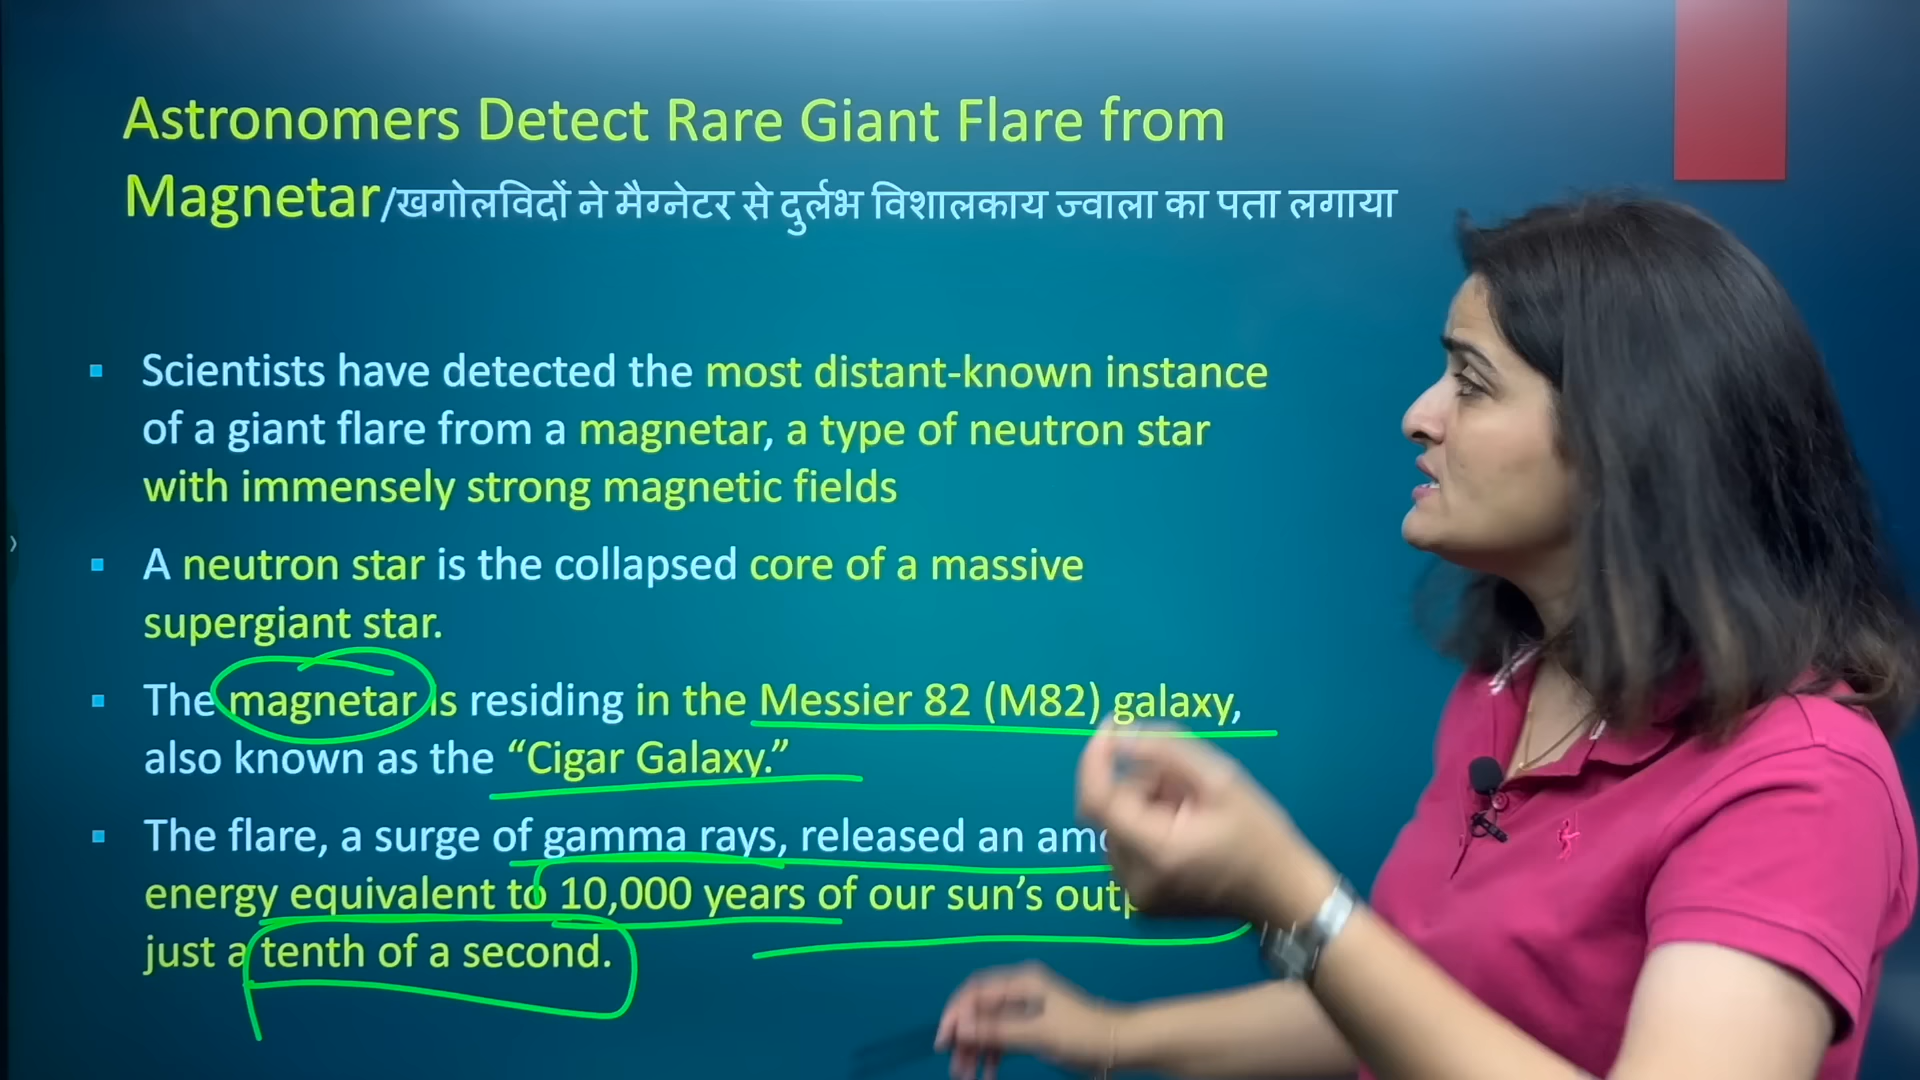 Astronomers Detect Rare Giant Flare from
Magnetar/खगोलविदों ने मैग्नेटर से दुर्लभ विशालकाय ज्वाला का पता लगाया
Scientists have detected the most distant-known instance
of a giant flare from a magnetar, a type of neutron star
with immensely strong magnetic fields
A neutron star is the collapsed core of a massive
supergiant star.
The magnetar is residing in the Messier 82 (M82) galaxy,
also known as the “Cigar Galaxy.”
The flare, a surge of gamma rays, released an
energy equivalent to 10,000 years of our sun’s
just a tenth of a second.